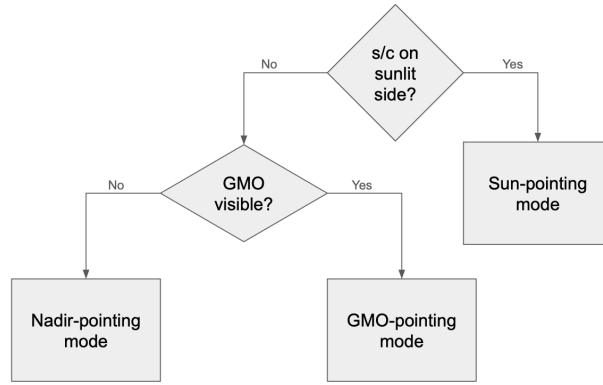 s/c on
sunlit
side?
No
Yes
GMO
visible?
Sun-pointing
mode
No
Yes
Nadir-pointing
mode
GMO-pointing
mode